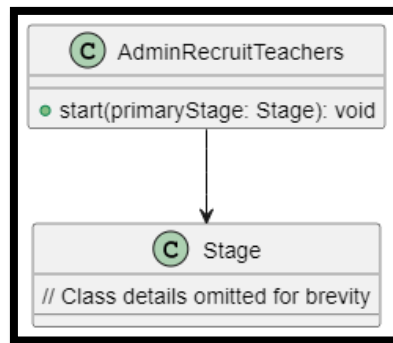 C AdminRecruitTeachers
start(primaryStage: Stage): void
C Stage
// Class details omitted for brevity